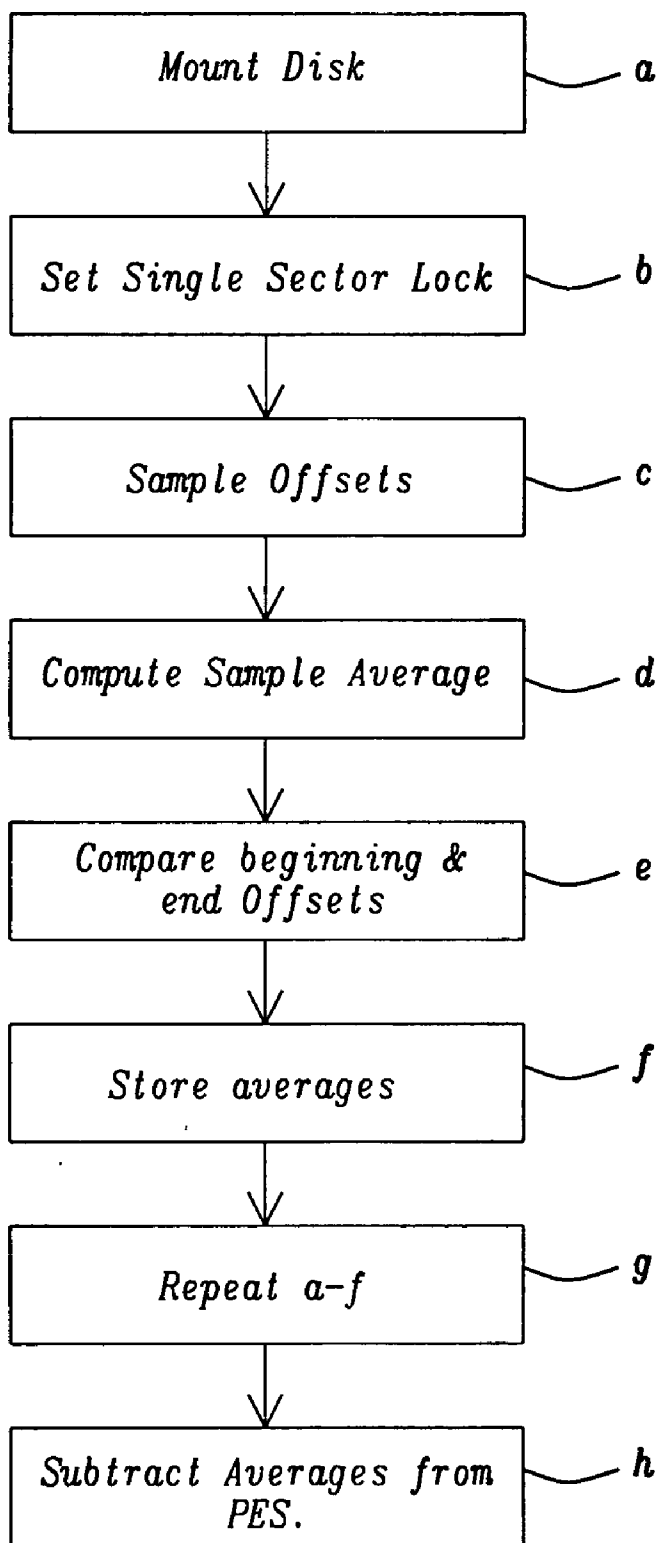 Mount Disk
a
Set Single Sector Lock
b
Sample Offsets
c
Compute Sample Average
d
Compare beginning &
end Offsets
e
Store averages
f
Repeat a-f
g
Subtract Averages from
PES.
h